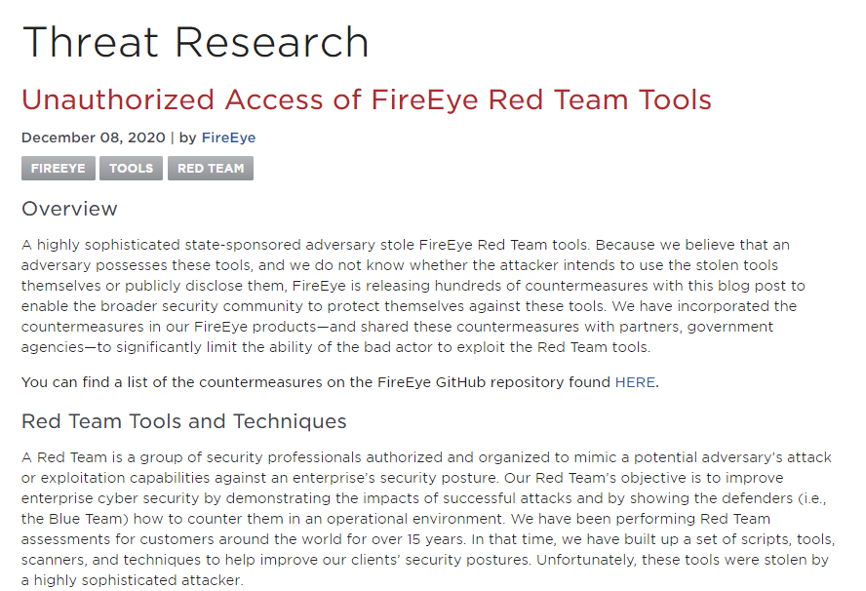 Threat Research
Unauthorized Access of FireEye Red Team Tools
December 08, 2020 | by FireEye
FIREEYE TOOLS RED TEAM
Overview
A highly sophisticated state-sponsored adversary stole FireEye Red Team tools. Because we believe that an
adversary possesses these tools, and we do not know whether the attacker intends to use the stolen tools
themselves or publicly disclose them, FireEye is releasing hundreds of countermeasures with this blog post to
enable the broader security community to protect themselves against these tools. We have incorporated the
countermeasures in our FireEye products—and shared these countermeasures with partners, government
agencies—to significantly limit the ability of the bad actor to exploit the Red Team tools.
You can find a list of the countermeasures on the FireEye GitHub repository found HERE.
Red Team Tools and Techniques
A Red Team is a group of security professionals authorized and organized to mimic a potential adversary's attack
or exploitation capabilities against an enterprise's security posture. Our Red Team's objective is to improve
enterprise cyber security by demonstrating the impacts of successful attacks and by showing the defenders (i.e.,
the Blue Team) how to counter them in an operational environment. We have been performing Red Team
assessments for customers around the world for over 15 years. In that time, we have built up a set of scripts, tools,
scanners, and techniques to help improve our clients' security postures. Unfortunately, these tools were stolen by
a highly sophisticated attacker.